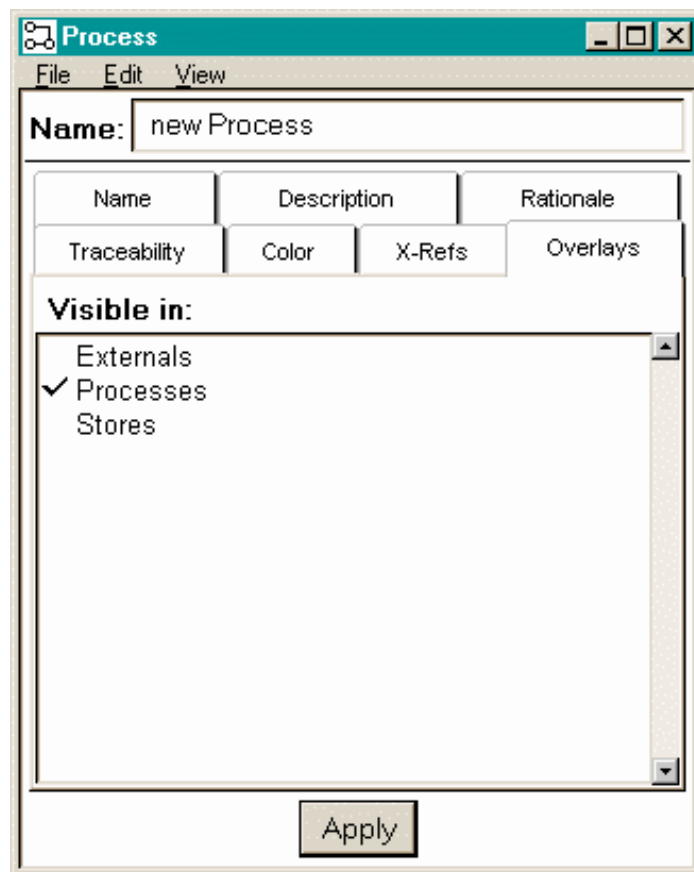 Process
File Edit View
Name: new Process
Name Description Rationale
Traceability Color X-Refs Overlays
Visible in:
Externals
Processes
Stores
Apply